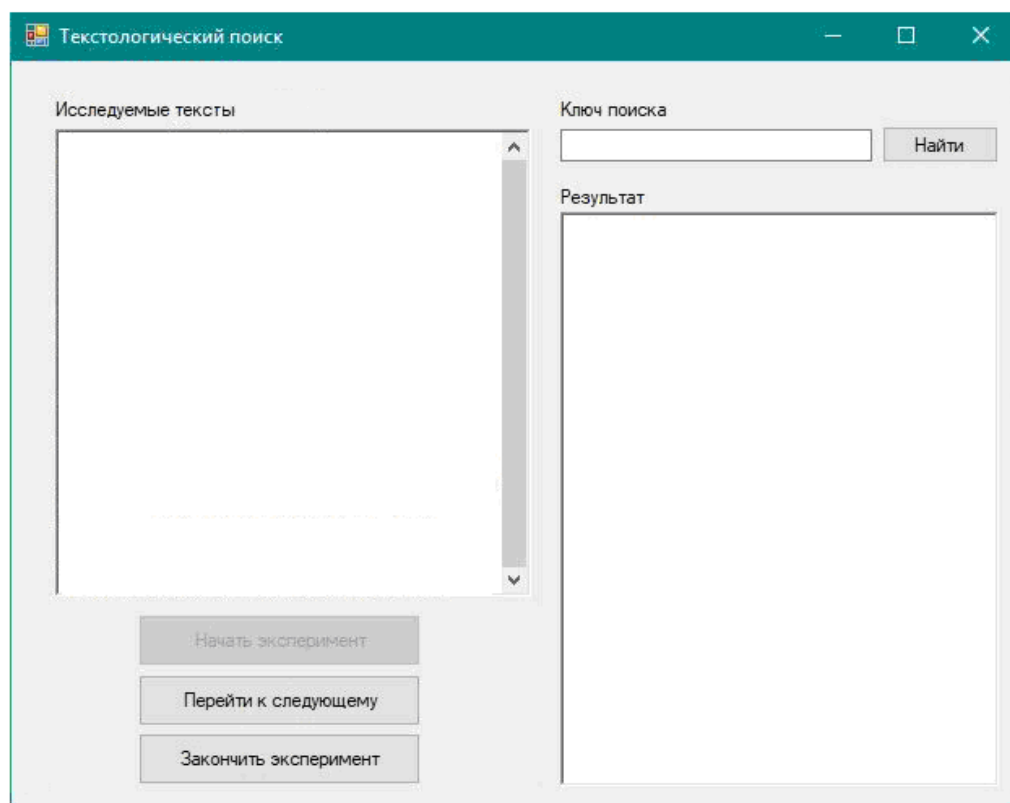 Текстологический поиск
Исследуемые тексты
Ключ поиска
Найти
Результат
Начать эксперимент
Перейти к следующему
Закончить эксперимент